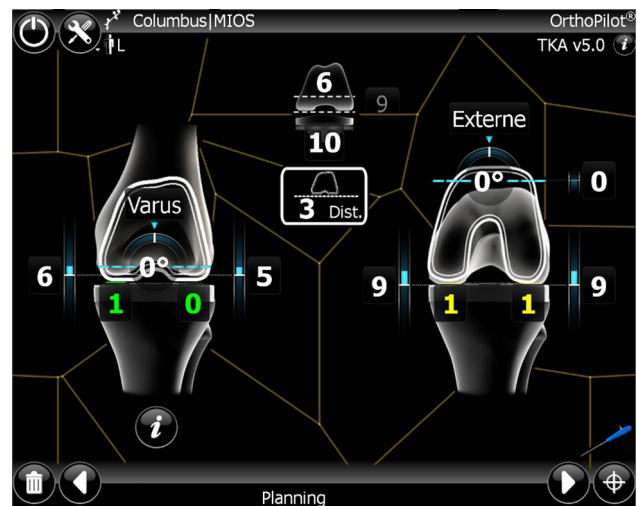 Columbus|MIOS
OrthoPilot®
L
TKA v5.0
i
6
9
10
3 Dist.
Varus
0°
6
5
1
0
Externe
0°
0
9
9
1
1
i
Planning